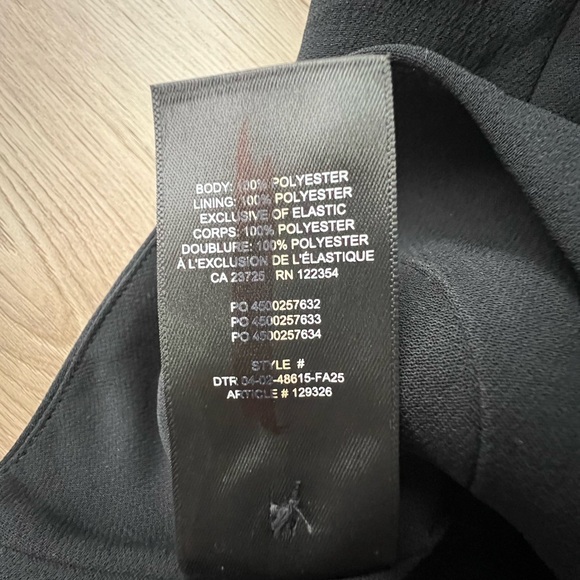 BODY: 100% POLYESTER
LINING: 100% POLYESTER
EXCLUSIVE OF ELASTIC
CORPS: 100% POLYESTER
DOUBLURE: 100% POLYESTER
À L'EXCLUSION DE L'ÉLASTIQUE
CA 23725 RN 122354
PO 4500257632
PO 4500257633
PO 4500257634
STYLE #
DTR 04-02-48615-FA25
ARTICLE # 129326